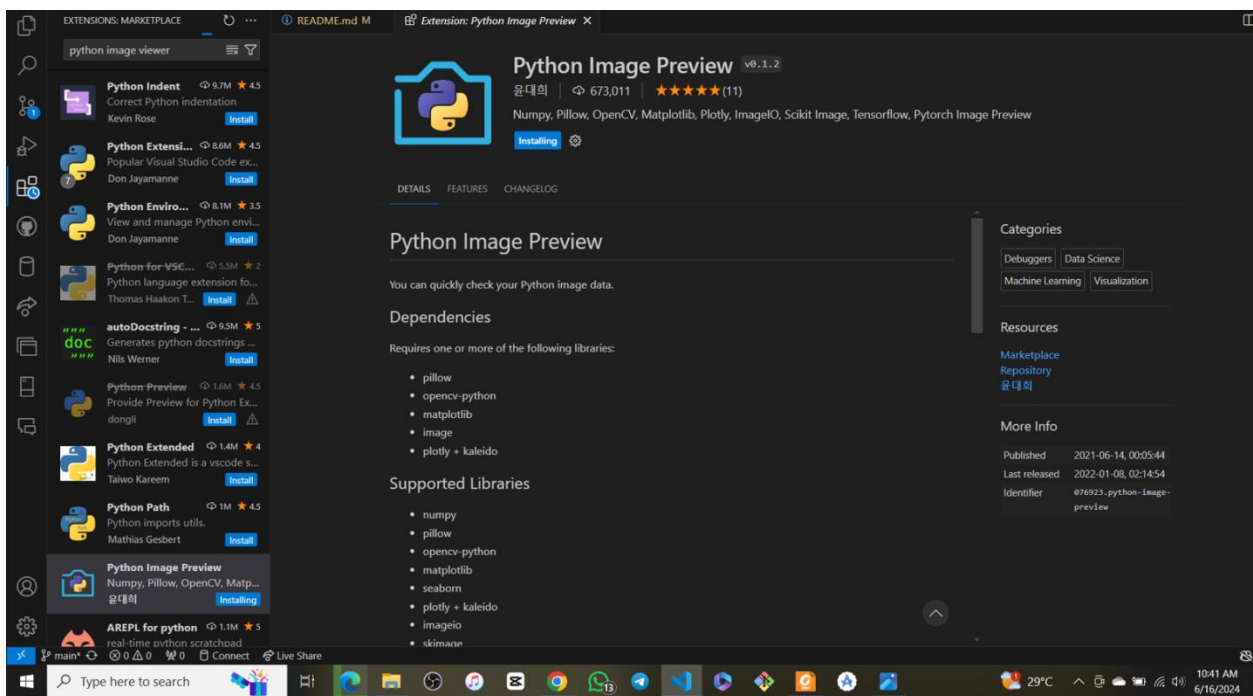 EXTENSIONS: MARKETPLACE
python image viewer
Python Indent 9.7M ★ 4.5
Correct Python indentation
Kevin Rose Install
Python Extensi... 8.6M ★ 4.5
Popular Visual Studio Code ex...
7 Don Jayamanne Install
Python Enviro... 8.1M ★ 3.5
View and manage Python envi...
Don Jayamanne Install
Python for VSC... 5.5M ★ 2
Python language extension fo...
Thomas Haakon T... Install
autoDocstring - ... 9.5M ★ 5
""" doc """
Generates python docstrings ...
Nils Werner Install
Python Preview 1.6M ★ 4.5
Provide Preview for Python Ex...
dongli Install
Python Extended 1.4M ★ 4
Python Extended is a vscode s...
Taiwo Kareem Install
Python Path 1M ★ 4.5
Python imports utils.
Mathias Gesbert Install
Python Image Preview
Numpy, Pillow, OpenCV, Matp...
윤대희 Installing
AREPL for python 1.1M ★ 5
real-time python scratchpad
README.md M
Extension: Python Image Preview
Python Image Preview v0.1.2
윤대희 | 673,011 | ★★★★★(11)
Numpy, Pillow, OpenCV, Matplotlib, Plotly, ImageIO, Scikit Image, Tensorflow, Pytorch Image Preview
Installing
DETAILS FEATURES CHANGELOG
Python Image Preview
You can quickly check your Python image data.
Dependencies
Requires one or more of the following libraries:
• pillow
• opencv-python
• matplotlib
• image
• plotly + kaleido
Supported Libraries
• numpy
• pillow
• opencv-python
• matplotlib
• seaborn
• plotly + kaleido
• imageio
• skimage
Categories
Debuggers Data Science
Machine Learning Visualization
Resources
Marketplace
Repository
윤대희
More Info
Published 2021-06-14, 00:05:44
Last released 2022-01-08, 02:14:54
Identifier 076923.python-image-
preview
main* 0 0 0 Connect Live Share
Type here to search
13
29°C
10:41 AM
6/16/2024